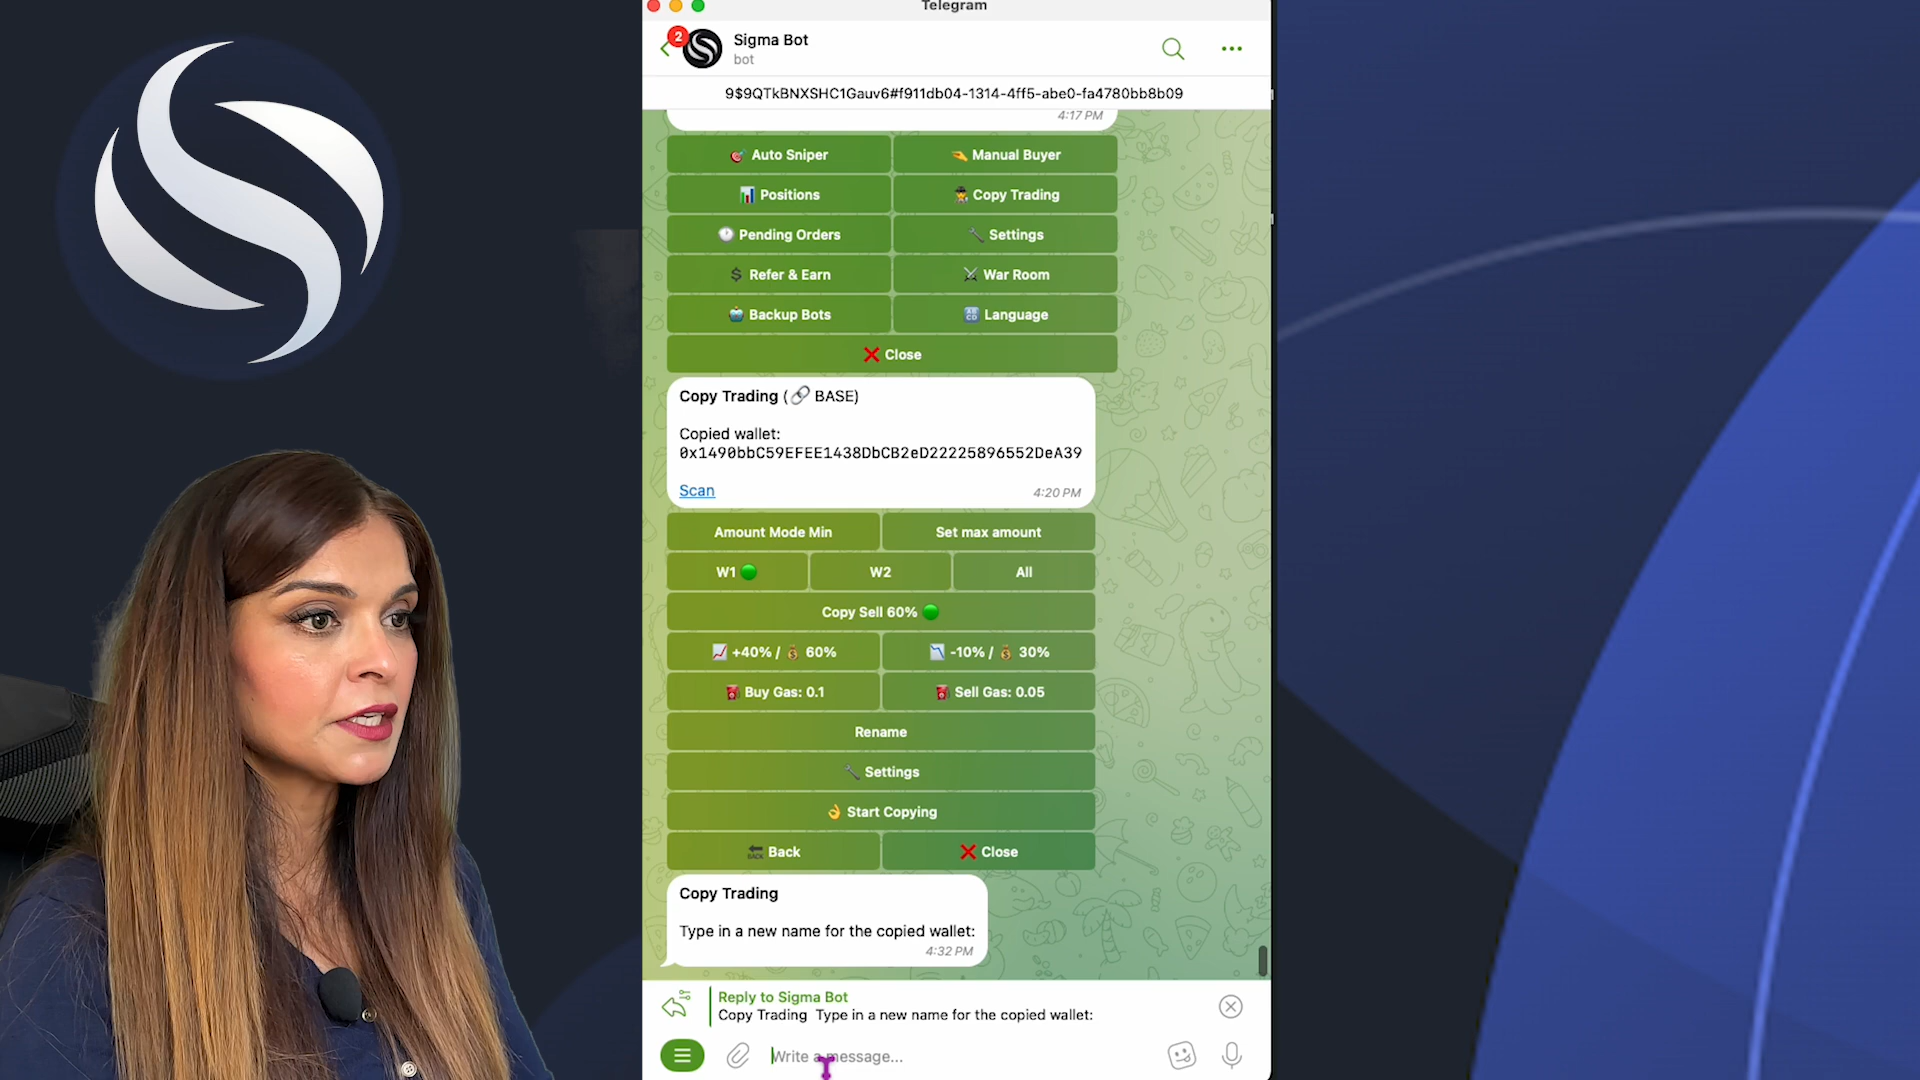 Telegram
2
Sigma Bot
bot
9$9QTkBNXSHC1Gauv6#f911db04-1314-4ff5-abe0-fa4780bb8b09
4:17 PM
Auto Sniper
Manual Buyer
Positions
Copy Trading
Pending Orders
Settings
Refer & Earn
War Room
Backup Bots
Language
Close
Copy Trading (🔗 BASE)
Copied wallet:
0x1490bbC59EFEE1438DbCB2eD22225896552DeA39
Scan
4:20 PM
Amount Mode Min
Set max amount
W1
W2
All
Copy Sell 60%
+40% / 💰 60%
-10% / 💰 30%
Buy Gas: 0.1
Sell Gas: 0.05
Rename
Settings
Start Copying
BACK Back
Close
Copy Trading
Type in a new name for the copied wallet:
4:32 PM
Reply to Sigma Bot
Copy Trading Type in a new name for the copied wallet:
Write a message...